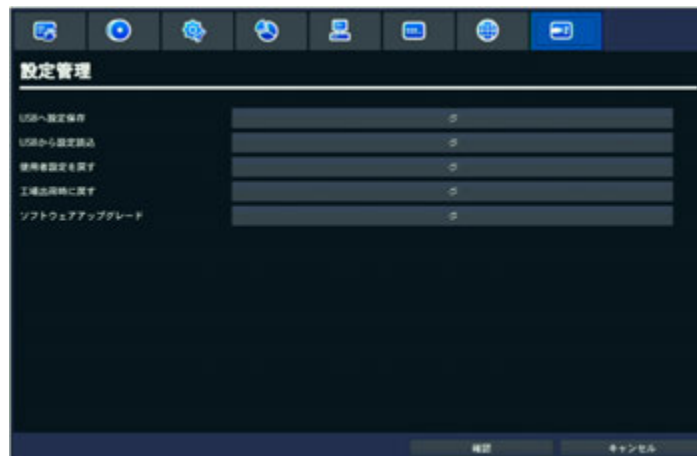 設定管理
USBへ設定保存
USBから設定読込
使用者設定を戻す
工場出荷時に戻す
ソフトウェアアップグレード
確認 キャンセル